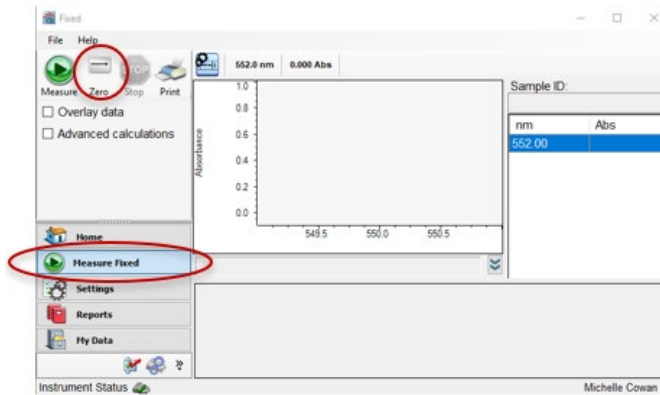 Fixed
File Help
Measure Zero Stop Print
552.0 nm 0.000 Abs
Overlay data
Advanced calculations
Absorbance
1.0
0.8
0.6
0.4
0.2
0.0
549.5 550.0 550.5
Sample ID:
nm Abs
552.00
Home
Measure Fixed
Settings
Reports
My Data
Instrument Status
Michelle Cowan